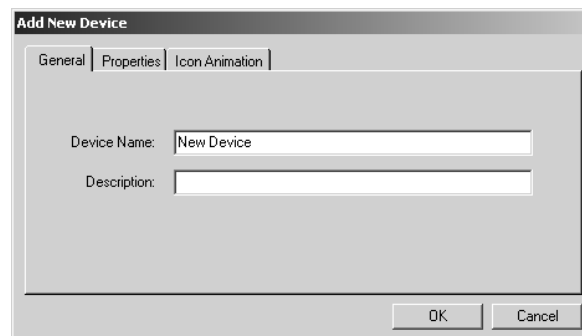 Add New Device
General Properties Icon Animation
Device Name: New Device
Description:
OK Cancel